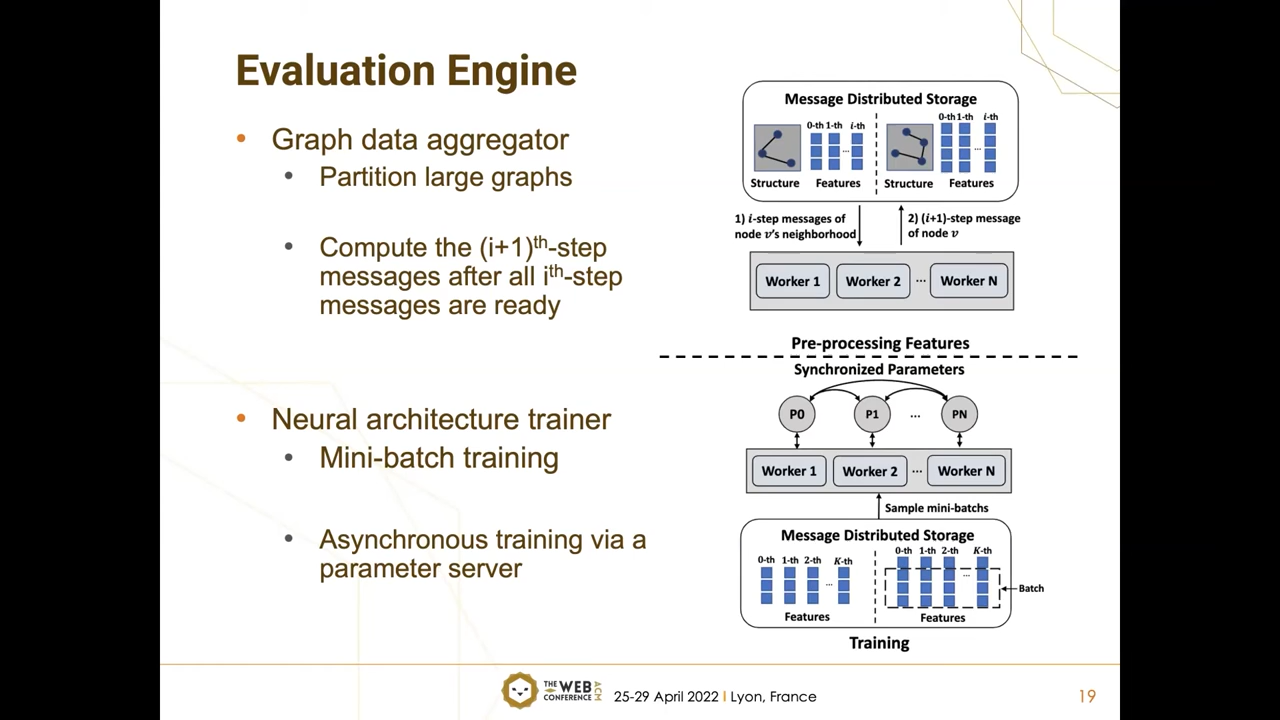 Evaluation Engine
• Graph data aggregator
• Partition large graphs
• Compute the (i+1)th-step
messages after all ith-step
messages are ready
• Neural architecture trainer
• Mini-batch training
• Asynchronous training via a
parameter server
Message Distributed Storage
0-th 1-th i-th
...
Structure Features
0-th 1-th i-th
...
Structure Features
1) i-step messages of
node v's neighborhood
2) (i+1)-step message
of node v
Worker 1 Worker 2 ... Worker N
Pre-processing Features
Synchronized Parameters
P0 P1 ... PN
Worker 1 Worker 2 ... Worker N
Sample mini-batchs
Message Distributed Storage
0-th 1-th 2-th K-th
...
Features
0-th 1-th 2-th K-th
...
Features
Batch
Training
THE WEB CONFERENCE ACM
25-29 April 2022 I Lyon, France
19